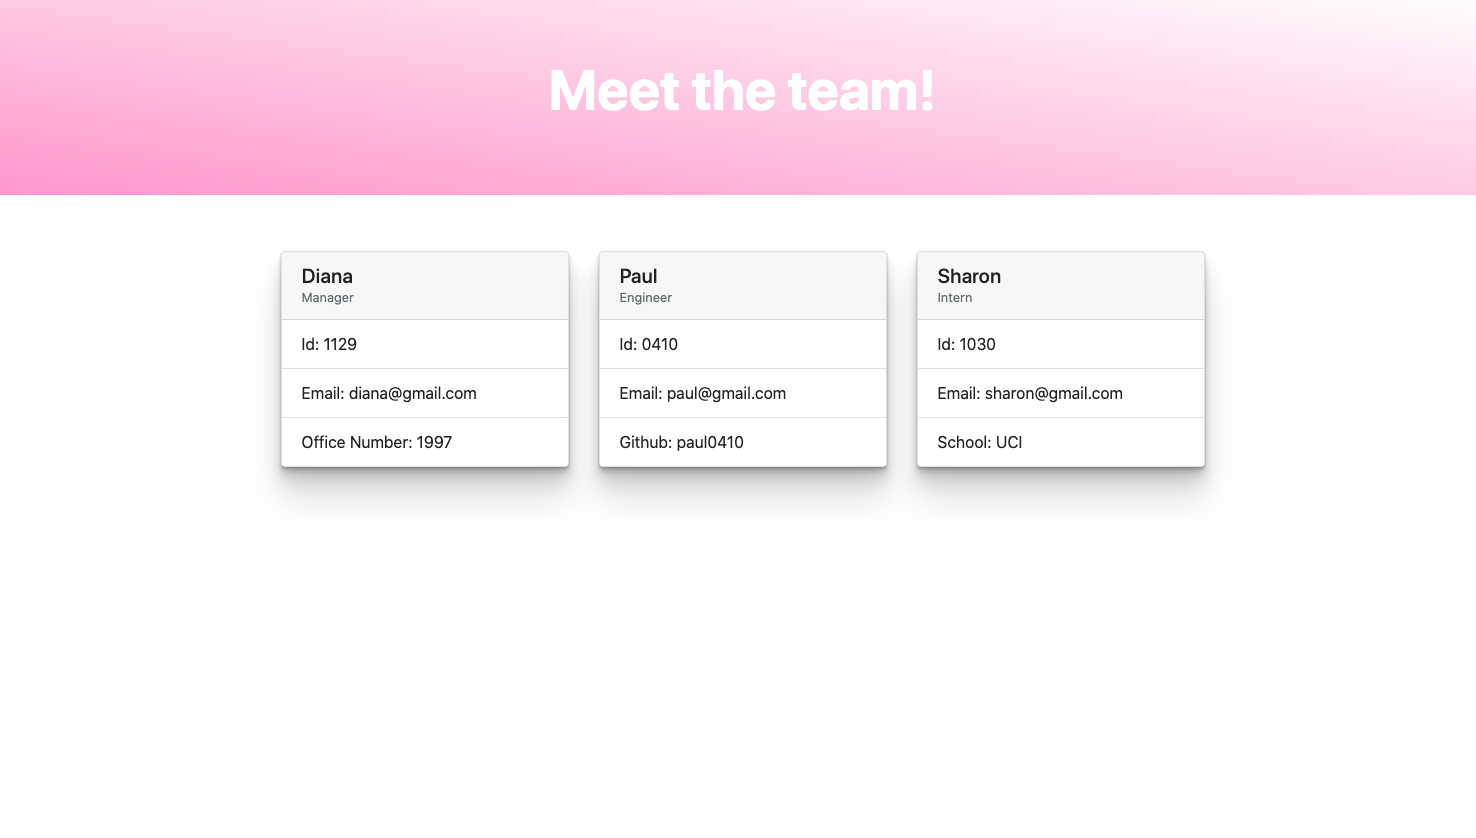 Meet the team!
Diana
Manager
Id: 1129
Email: diana@gmail.com
Office Number: 1997
Paul
Engineer
Id: 0410
Email: paul@gmail.com
Github: paul0410
Sharon
Intern
Id: 1030
Email: sharon@gmail.com
School: UCI